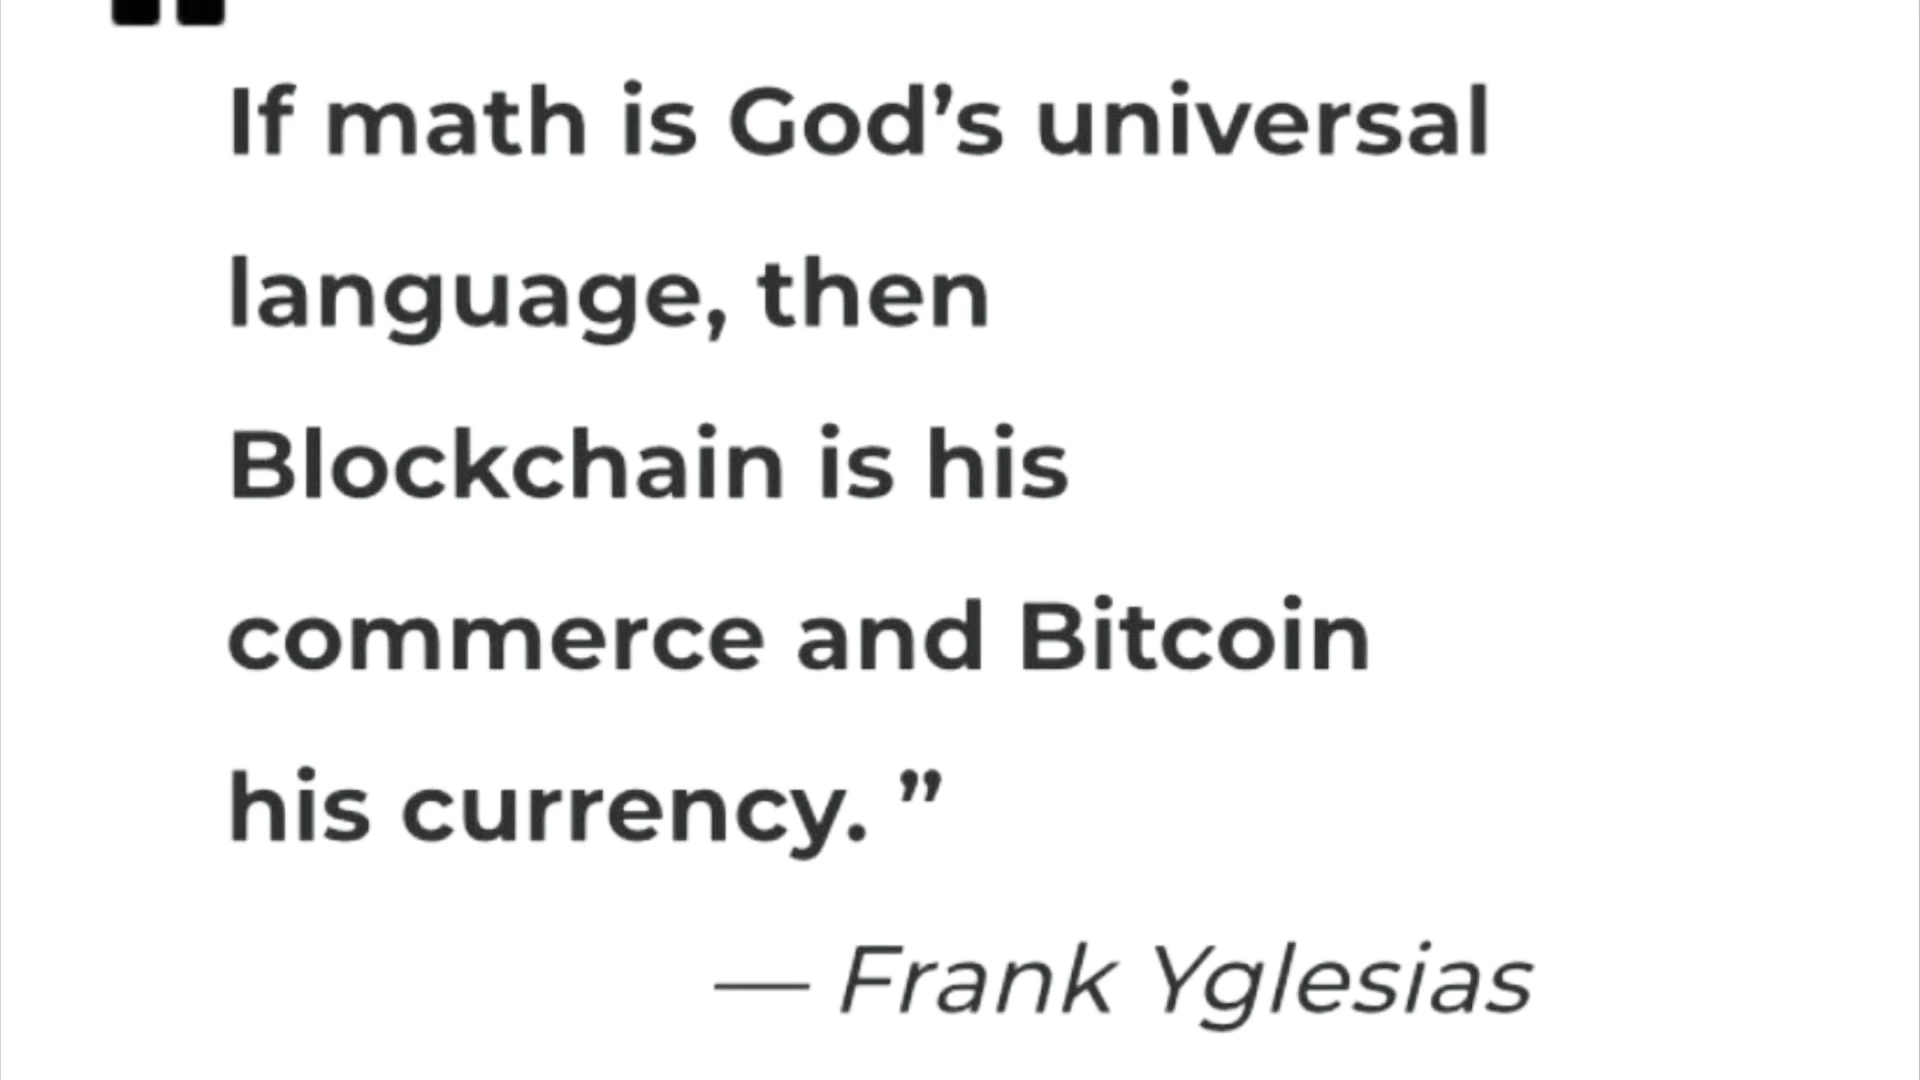 If math is God’s universal
language, then
Blockchain is his
commerce and Bitcoin
his currency. ”
— Frank Yglesias